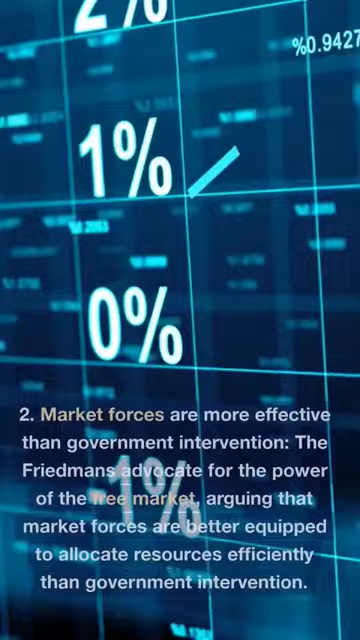 2%
%0.9427
1%
0%
2. Market forces are more effective
than government intervention: The
Friedmans advocate for the power
of the free market, arguing that
market forces are better equipped
to allocate resources efficiently
than government intervention.
1%